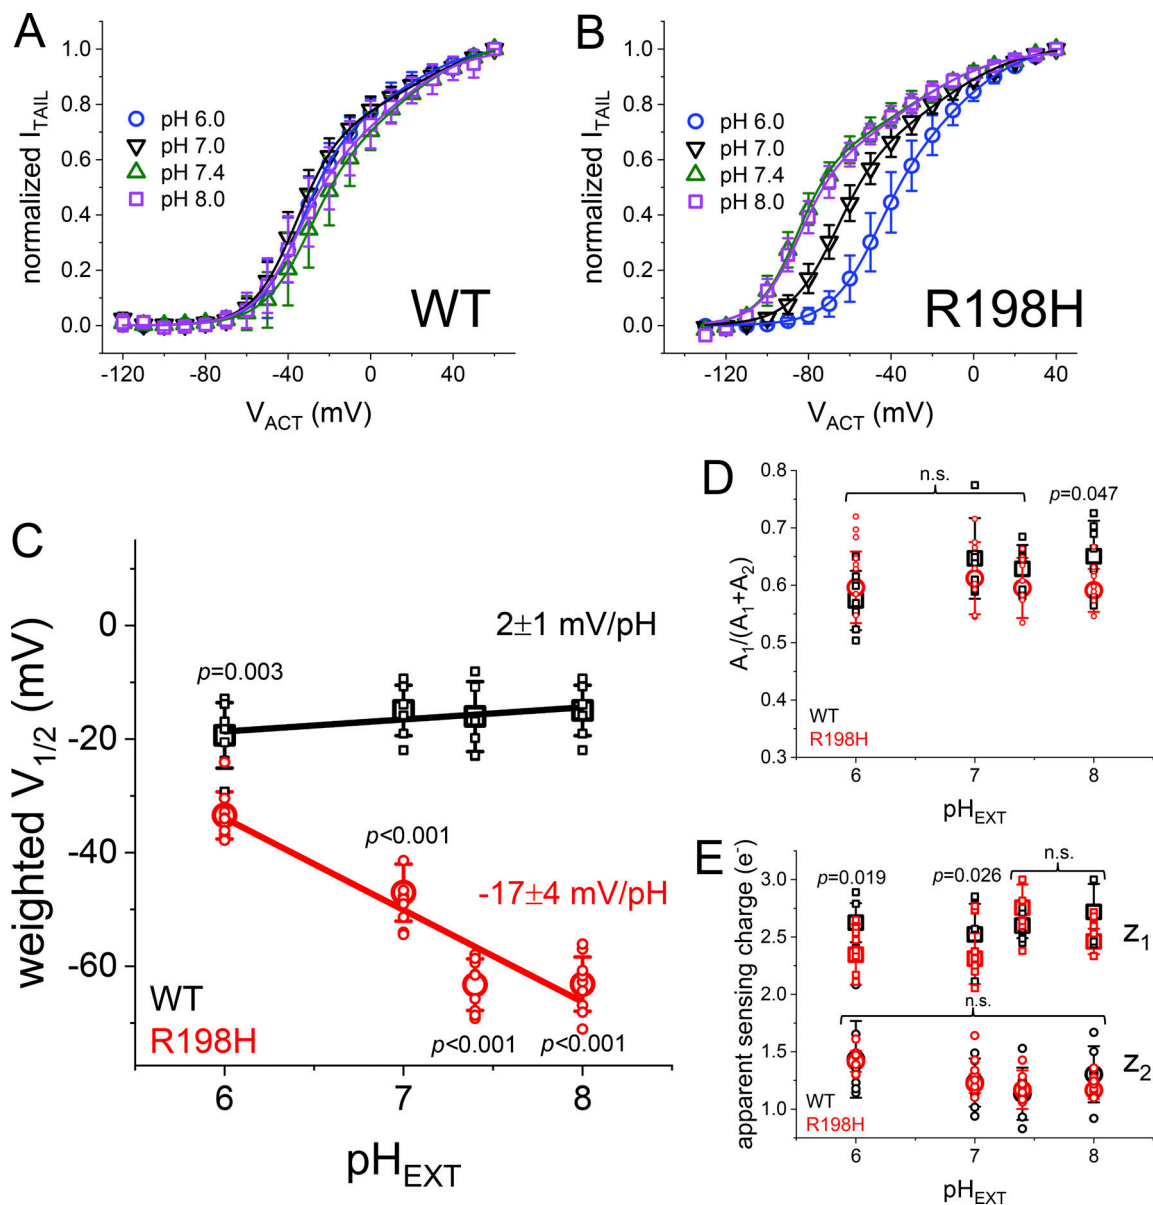 A
normalized I_TAIL
1.0
0.8
0.6
0.4
0.2
0.0
pH 6.0
pH 7.0
pH 7.4
pH 8.0
WT
-120
-80
-40
0
40
V_ACT (mV)
B
normalized I_TAIL
1.0
0.8
0.6
0.4
0.2
0.0
pH 6.0
pH 7.0
pH 7.4
pH 8.0
R198H
-120
-80
-40
0
40
V_ACT (mV)
C
weighted V_1/2 (mV)
0
-20
-40
-60
2±1 mV/pH
p=0.003
p<0.001
-17±4 mV/pH
WT
R198H
p<0.001
p<0.001
6
7
8
pH_EXT
D
A_1/(A_1+A_2)
0.8
0.7
0.6
0.5
0.4
0.3
n.s.
p=0.047
WT
R198H
6
7
8
pH_EXT
E
apparent sensing charge (e^-)
3.0
2.5
2.0
1.5
1.0
n.s.
p=0.019
p=0.026
z_1
n.s.
z_2
WT
R198H
6
7
8
pH_EXT